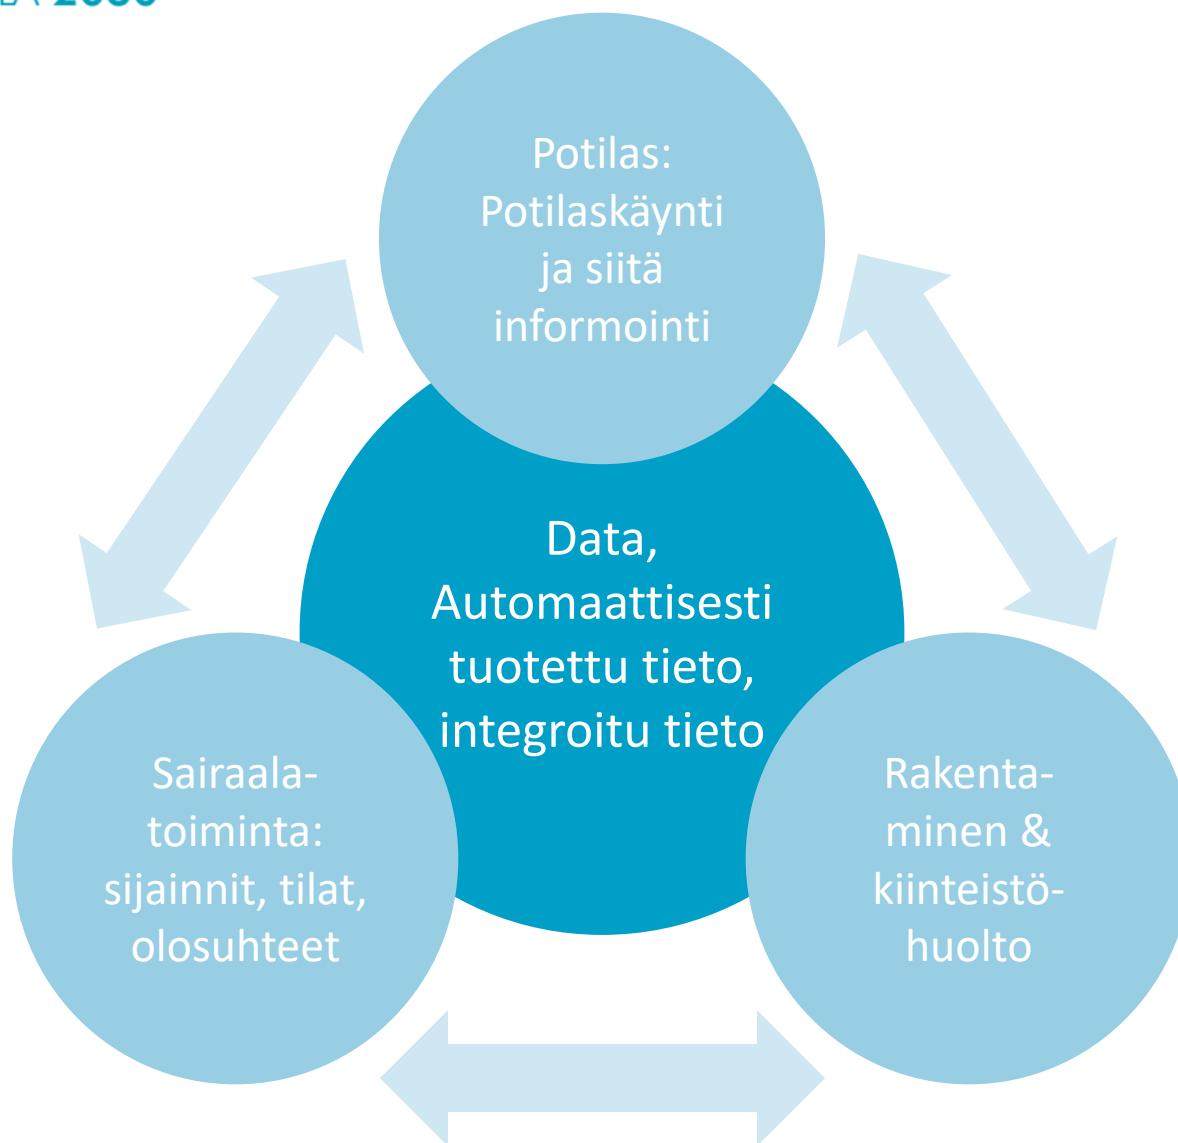 2030
Potilas:
Potilaskäynti
ja siitä
informointi
Data,
Automaattisesti
tuotettu tieto,
integroitu tieto
Sairaala-
toiminta:
sijainnit, tilat,
olosuhteet
Rakenta-
minen &
kiinteistö-
huolto